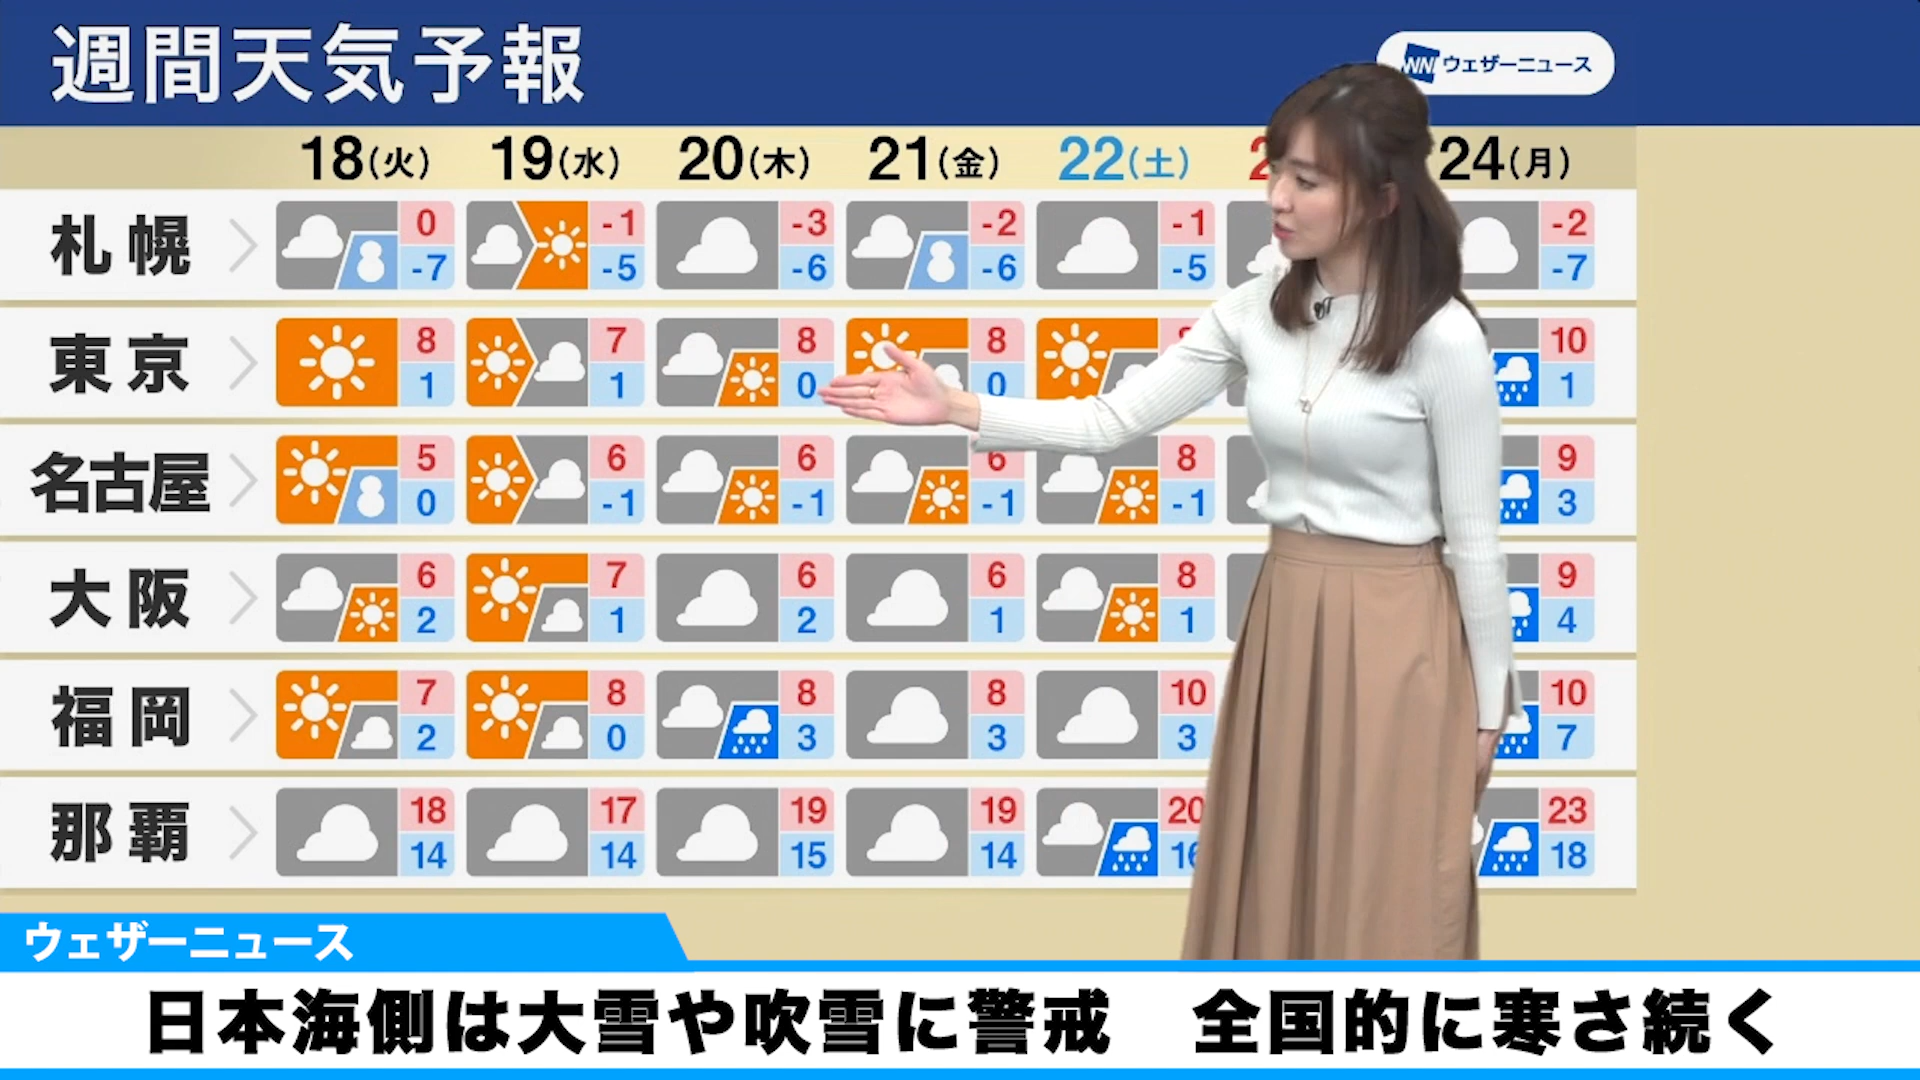 週間天気予報
WN ウェザーニュース
18(火) 19(水) 20(木) 21(金) 22(土) 24(月)
札幌 0 -1 -3 -2 -1 -2
-7 -5 -6 -6 -5 -7
東京 8 7 8 8 10
1 1 0 0 1
名古屋 5 6 6 6 8 9
0 -1 -1 -1 -1 3
大阪 6 7 6 6 8 9
2 1 2 1 1 4
福岡 7 8 8 8 10 10
2 0 3 3 3 7
那覇 18 17 19 19 20 23
14 14 15 14 16 18
ウェザーニュース
日本海側は大雪や吹雪に警戒 全国的に寒さ続く